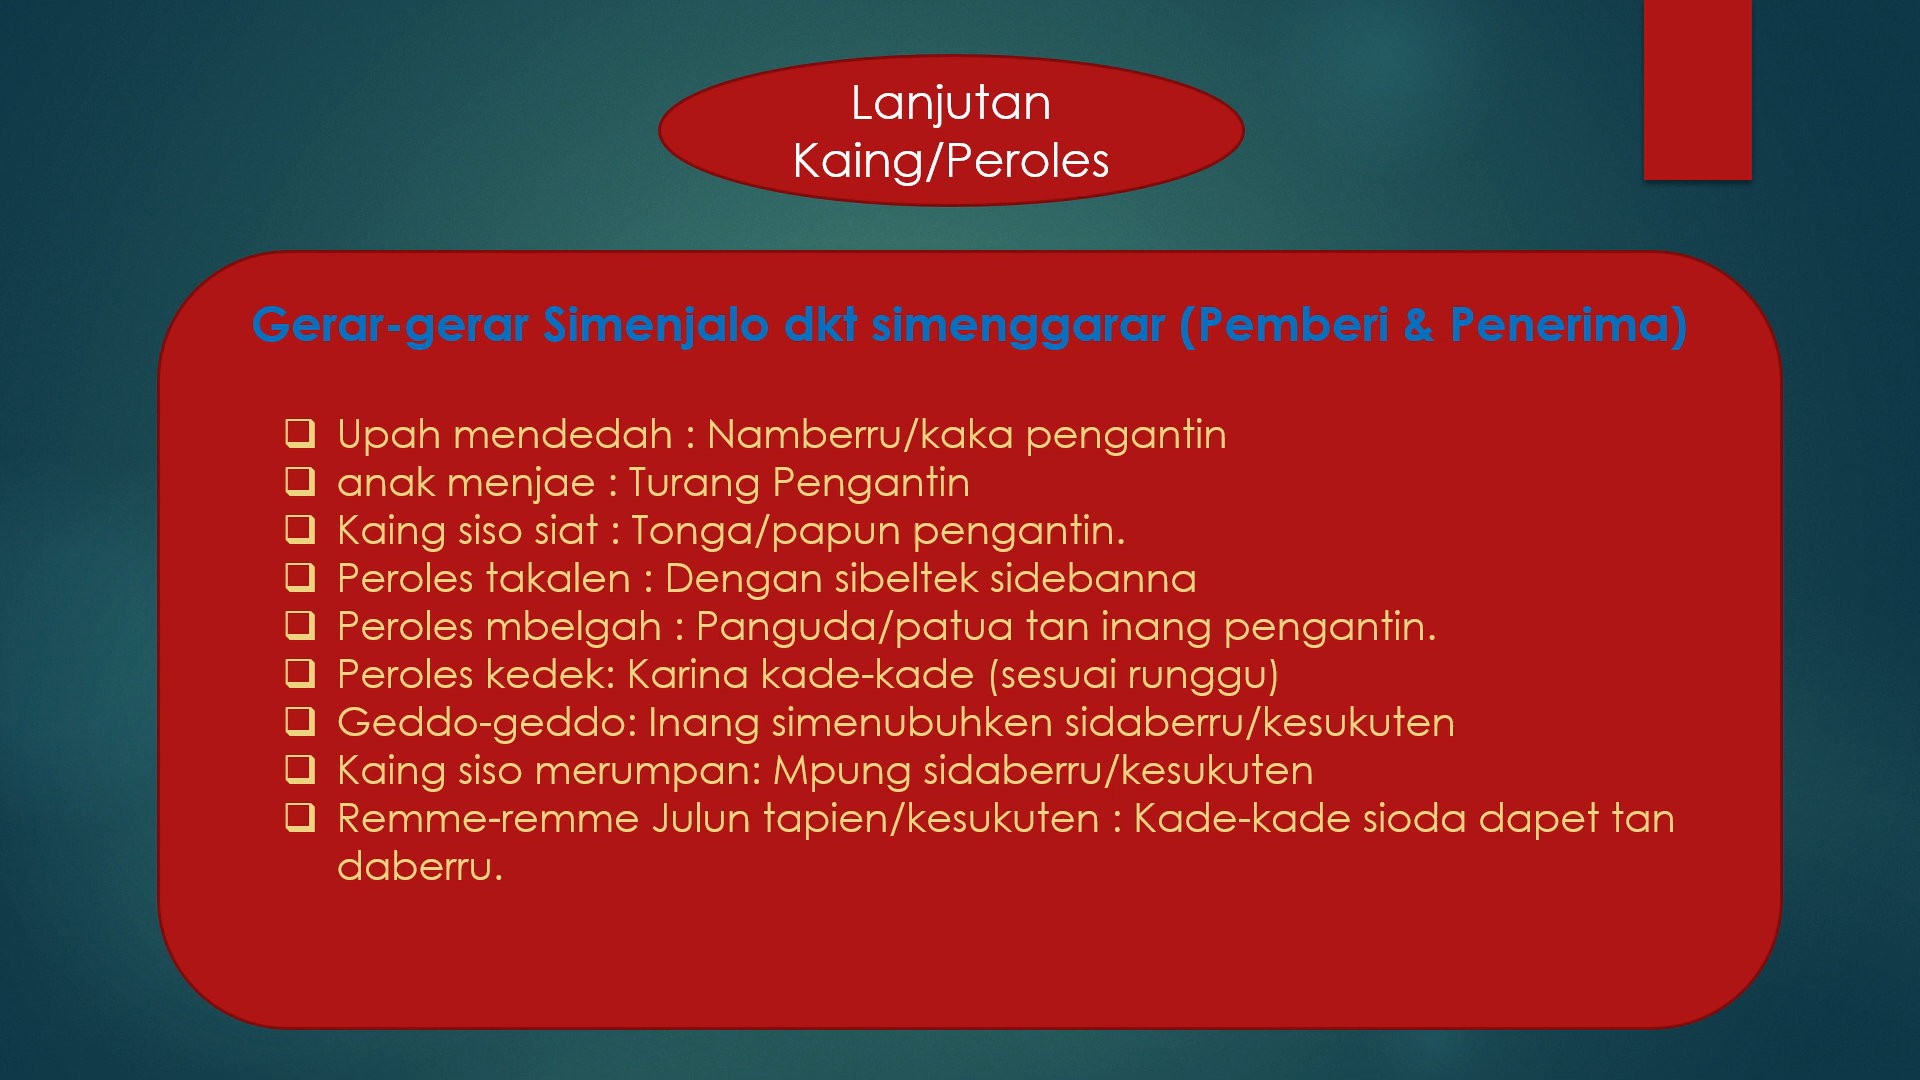 Lanjutan
Kaing/Peroles
Gerar-gerar Simenjalo dkt simenggarar (Pemberi & Penerima)
❑ Upah mendedah : Namberru/kaka pengantin
❑ anak menjae : Turang Pengantin
❑ Kaing siso siat : Tonga/papun pengantin.
❑ Peroles takalen : Dengan sibeltek sidebanna
❑ Peroles mbelgah : Panguda/patua tan inang pengantin.
❑ Peroles kedek: Karina kade-kade (sesuai runggu)
❑ Geddo-geddo: Inang simenubuhken sidaberru/kesukuten
❑ Kaing siso merumpan: Mpung sidaberru/kesukuten
❑ Remme-remme Julun tapien/kesukuten : Kade-kade sioda dapet tan
daberru.